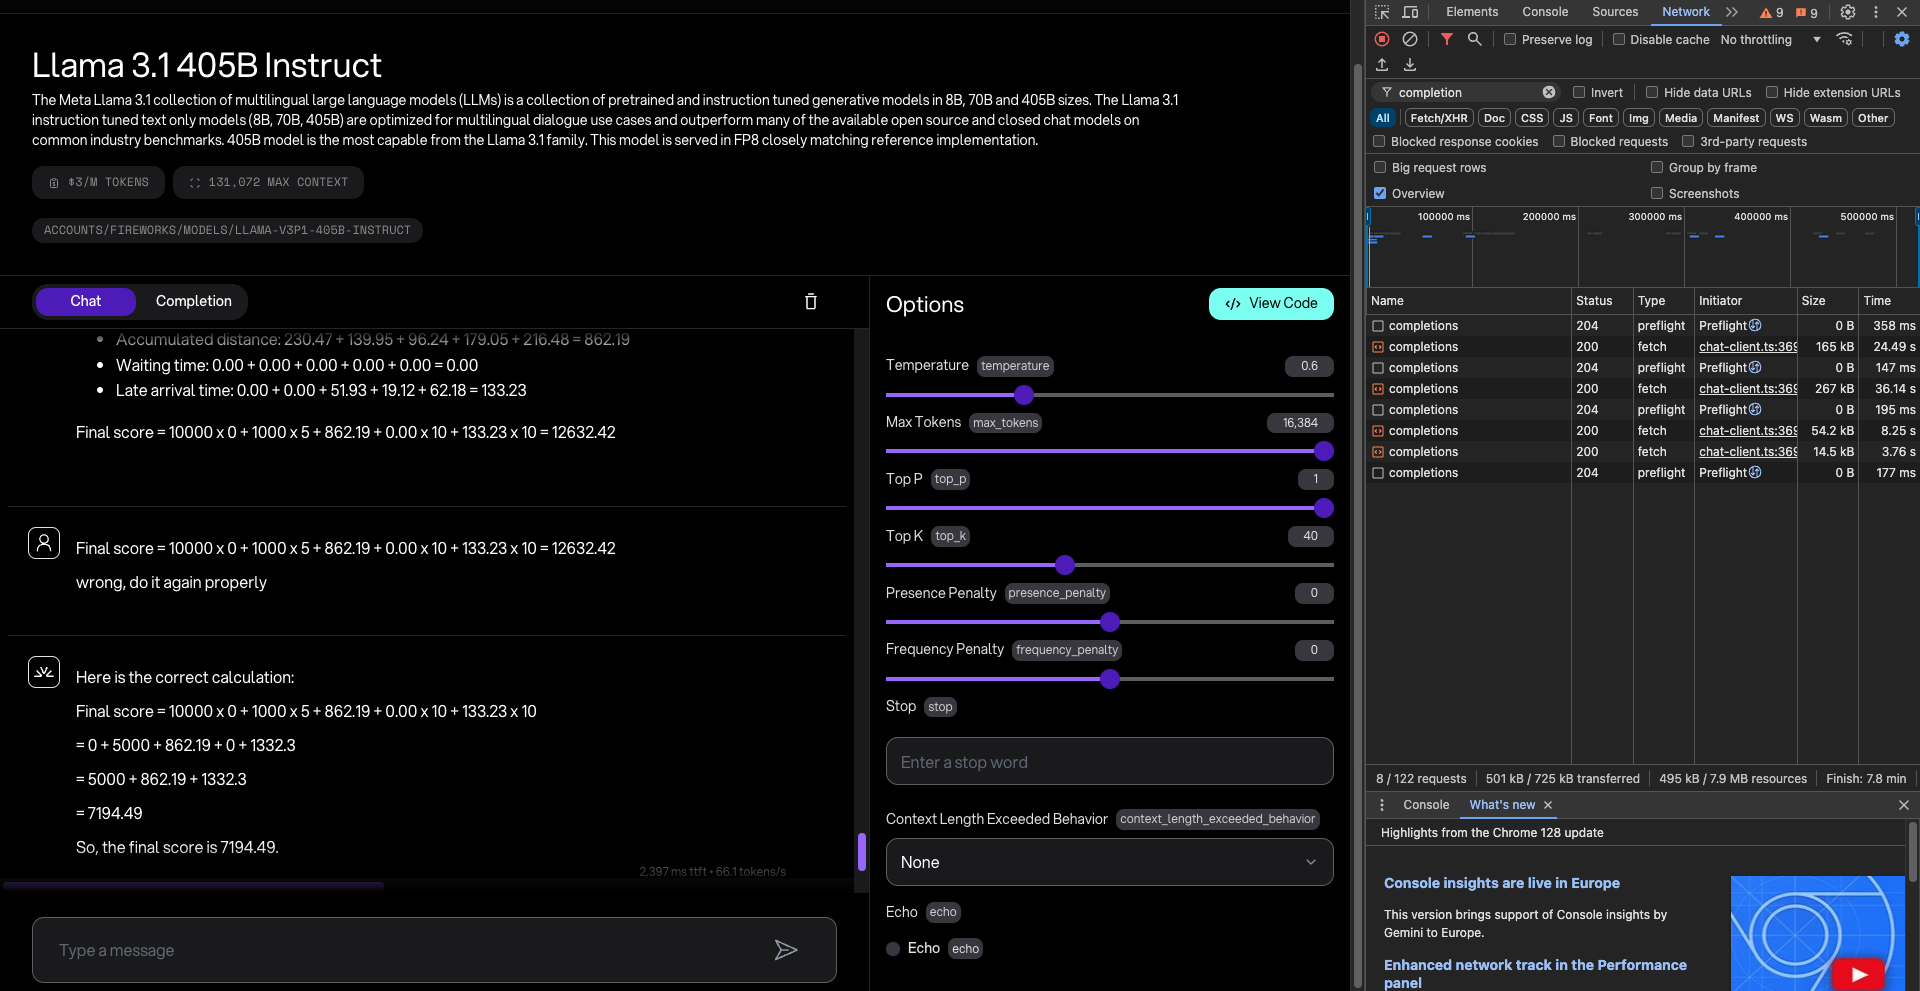 Llama 3.1 405B Instruct
The Meta Llama 3.1 collection of multilingual large language models (LLMs) is a collection of pretrained and instruction tuned generative models in 8B, 70B and 405B sizes. The Llama 3.1
instruction tuned text only models (8B, 70B, 405B) are optimized for multilingual dialogue use cases and outperform many of the available open source and closed chat models on
common industry benchmarks. 405B model is the most capable from the Llama 3.1 family. This model is served in FP8 closely matching reference implementation.
$3/M TOKENS
131,072 MAX CONTEXT
ACCOUNTS/FIREWORKS/MODELS/LLAMA-V3P1-405B-INSTRUCT
Chat
Completion
• Accumulated distance: 230.47 + 139.95 + 96.24 + 179.05 + 216.48 = 862.19
• Waiting time: 0.00 + 0.00 + 0.00 + 0.00 + 0.00 = 0.00
• Late arrival time: 0.00 + 0.00 + 51.93 + 19.12 + 62.18 = 133.23
Final score = 10000 x 0 + 1000 x 5 + 862.19 + 0.00 x 10 + 133.23 x 10 = 12632.42
Final score = 10000 x 0 + 1000 x 5 + 862.19 + 0.00 x 10 + 133.23 x 10 = 12632.42
wrong, do it again properly
Here is the correct calculation:
Final score = 10000 x 0 + 1000 x 5 + 862.19 + 0.00 x 10 + 133.23 x 10
= 0 + 5000 + 862.19 + 0 + 1332.3
= 5000 + 862.19 + 1332.3
= 7194.49
So, the final score is 7194.49.
2,397 ms ttft • 66.1 tokens/s
Type a message
Options
View Code
Temperature temperature 0.6
Max Tokens max_tokens 16,384
Top P top_p 1
Top K top_k 40
Presence Penalty presence_penalty 0
Frequency Penalty frequency_penalty 0
Stop stop
Enter a stop word
Context Length Exceeded Behavior context_length_exceeded_behavior
None
Echo echo
Echo echo
Elements Console Sources Network 9 9
Preserve log Disable cache No throttling
completion Invert Hide data URLs Hide extension URLs
All Fetch/XHR Doc CSS JS Font Img Media Manifest WS Wasm Other
Blocked response cookies Blocked requests 3rd-party requests
Big request rows Group by frame
Overview Screenshots
100000 ms 200000 ms 300000 ms 400000 ms 500000 ms
Name Status Type Initiator Size Time
completions 204 preflight Preflight 0 B 358 ms
completions 200 fetch chat-client.ts:369 165 kB 24.49 s
completions 204 preflight Preflight 0 B 147 ms
completions 200 fetch chat-client.ts:369 267 kB 36.14 s
completions 204 preflight Preflight 0 B 195 ms
completions 200 fetch chat-client.ts:369 54.2 kB 8.25 s
completions 200 fetch chat-client.ts:369 14.5 kB 3.76 s
completions 204 preflight Preflight 0 B 177 ms
8 / 122 requests 501 kB / 725 kB transferred 495 kB / 7.9 MB resources Finish: 7.8 min
Console What's new
Highlights from the Chrome 128 update
Console insights are live in Europe
This version brings support of Console insights by
Gemini to Europe.
Enhanced network track in the Performance
panel